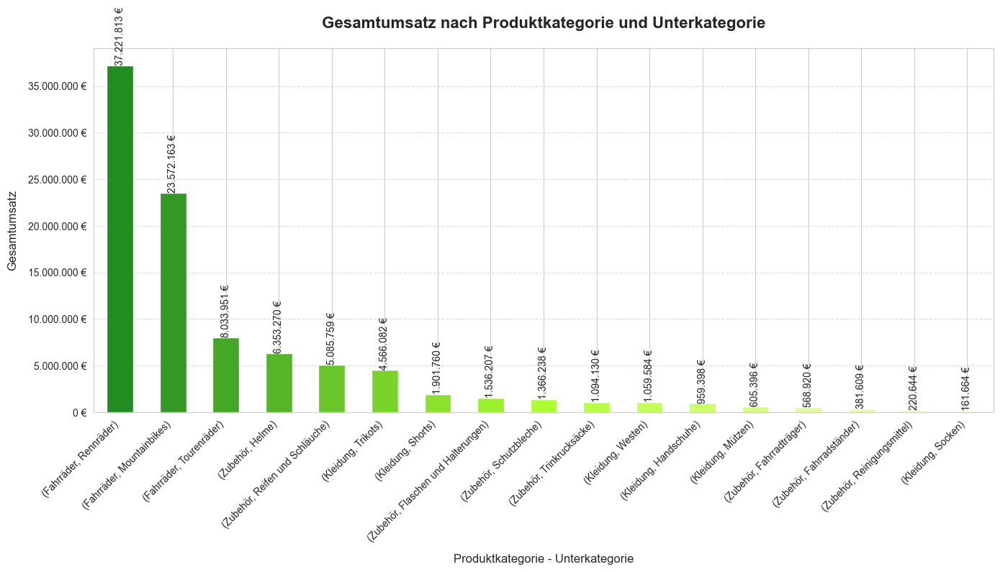 Gesamtumsatz nach Produktkategorie und Unterkategorie
Gesamtumsatz
35.000.000 €
30.000.000 €
25.000.000 €
20.000.000 €
15.000.000 €
10.000.000 €
5.000.000 €
0 €
37.221.813 €
23.572.163 €
8.033.951 €
6.353.270 €
5.085.759 €
4.566.082 €
1.901.760 €
1.536.207 €
1.366.238 €
1.094.130 €
1.059.584 €
959.398 €
605.396 €
568.920 €
381.609 €
220.644 €
161.664 €
(Fahrräder, Rennräder)
(Fahrräder, Mountainbikes)
(Fahrräder, Tourenräder)
(Zubehör, Helme)
(Zubehör, Reifen und Schläuche)
(Kleidung, Trikots)
(Kleidung, Shorts)
(Zubehör, Flaschen und Halterungen)
(Zubehör, Schutzbleche)
(Zubehör, Trinkrucksäcke)
(Kleidung, Westen)
(Kleidung, Handschuhe)
(Kleidung, Mützen)
(Zubehör, Fahrradträger)
(Zubehör, Fahrradständer)
(Zubehör, Reinigungsmittel)
(Kleidung, Socken)
Produktkategorie - Unterkategorie